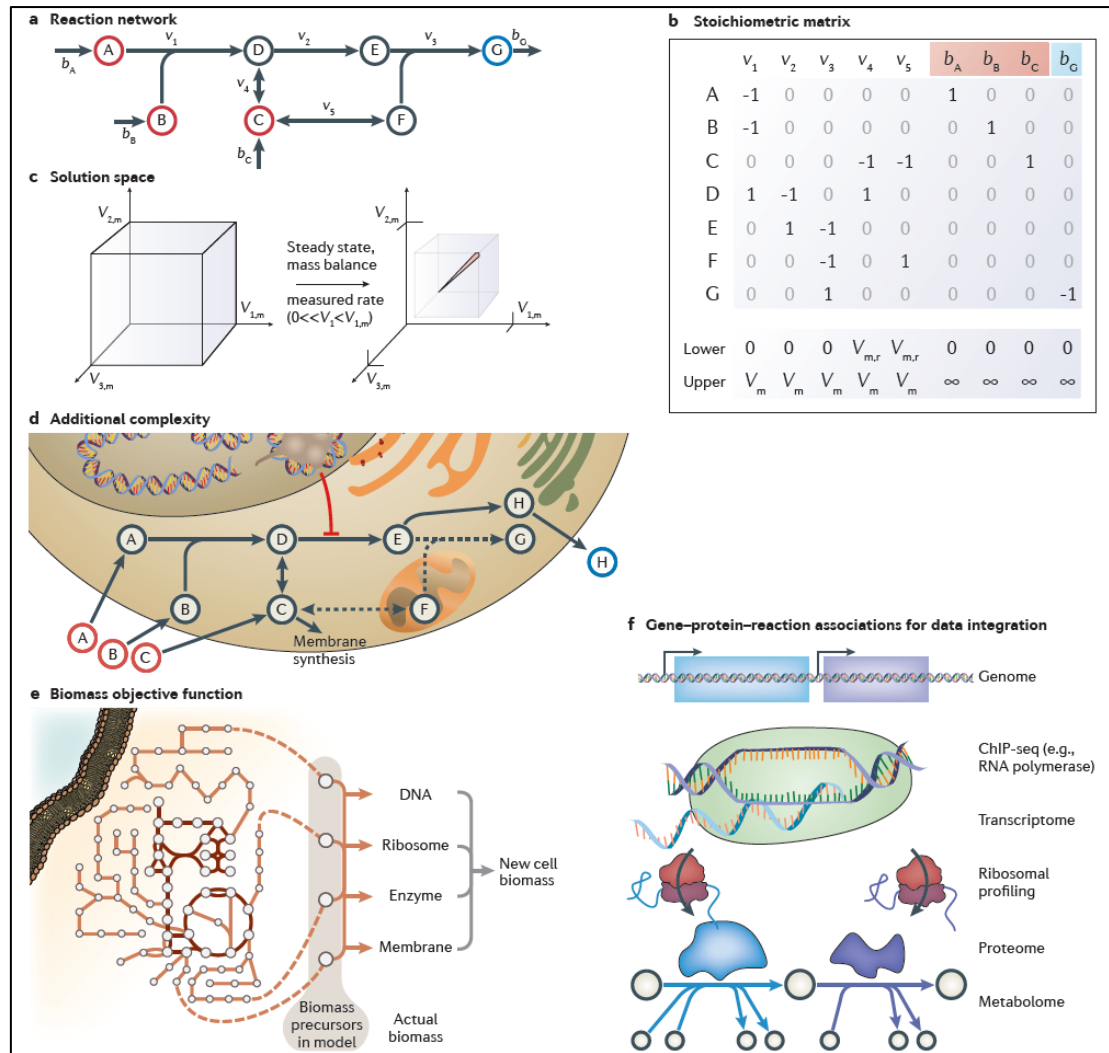 a Reaction network
A
v1
D
v2
E
v3
G
bG
bA
v4
bB
B
C
v5
F
bC
b Stoichiometric matrix
v1 v2 v3 v4 v5 bA bB bC bG
A -1 0 0 0 0 1 0 0 0
B -1 0 0 0 0 0 1 0 0
C 0 0 0 -1 -1 0 0 1 0
D 1 -1 0 1 0 0 0 0 0
E 0 1 -1 0 0 0 0 0 0
F 0 0 -1 0 1 0 0 0 0
G 0 0 1 0 0 0 0 0 -1
Lower 0 0 0 Vm,r Vm,r 0 0 0 0
Upper Vm Vm Vm Vm Vm ∞ ∞ ∞ ∞
c Solution space
V2,m
V1,m
V3,m
Steady state,
mass balance
measured rate
(0<<V1<V1,m)
V2,m
V1,m
V3,m
d Additional complexity
A
D
E
H
G
H
B
C
F
A
B
C
Membrane
synthesis
e Biomass objective function
DNA
Ribosome
Enzyme
Membrane
New cell
biomass
Biomass
precursors
in model
Actual
biomass
f Gene–protein–reaction associations for data integration
Genome
ChIP-seq (e.g.,
RNA polymerase)
Transcriptome
Ribosomal
profiling
Proteome
Metabolome